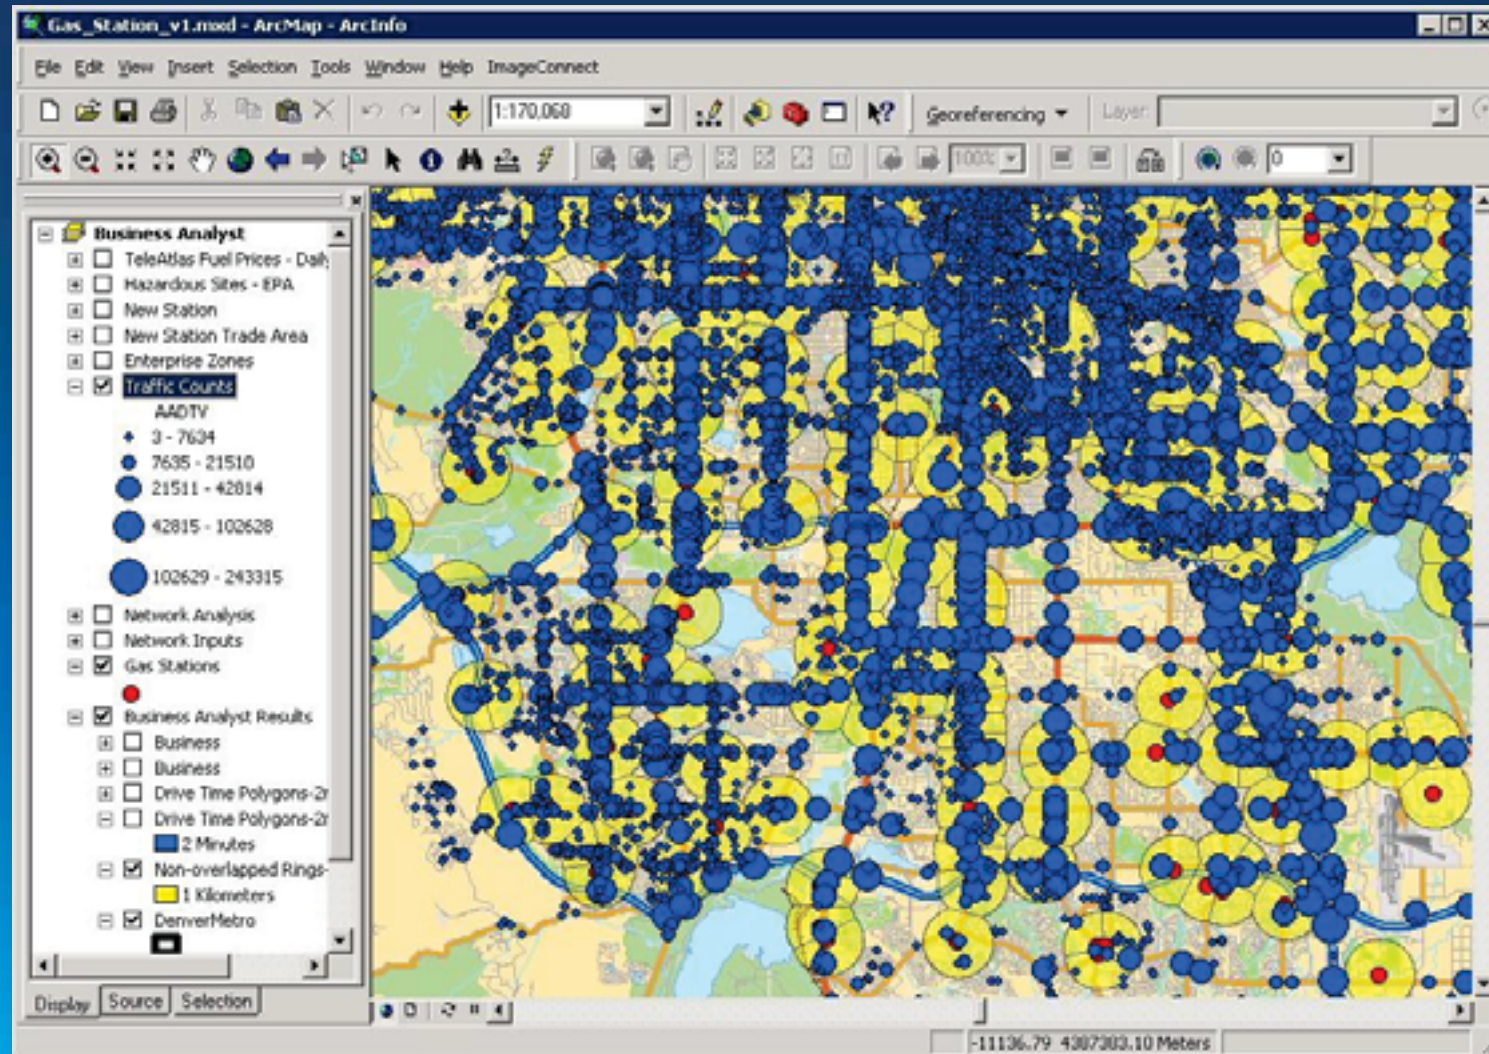 Gas_Station_v1.mxd - ArcMap - ArcInfo
File Edit View Insert Selection Tools Window Help ImageConnect
1:170,068
Georeferencing
Layer:
100%
0
Business Analyst
TeleAtlas Fuel Prices - Daily
Hazardous Sites - EPA
New Station
New Station Trade Area
Enterprise Zones
Traffic Counts
AADTV
3 - 7634
7635 - 21510
21511 - 42814
42815 - 102628
102629 - 243315
Network Analysis
Network Inputs
Gas Stations
Business Analyst Results
Business
Business
Drive Time Polygons-2
Drive Time Polygons-2
2 Minutes
Non-overlapped Rings-
1 Kilometers
DenverMetro
Display Source Selection
-11136.79 4387383.10 Meters